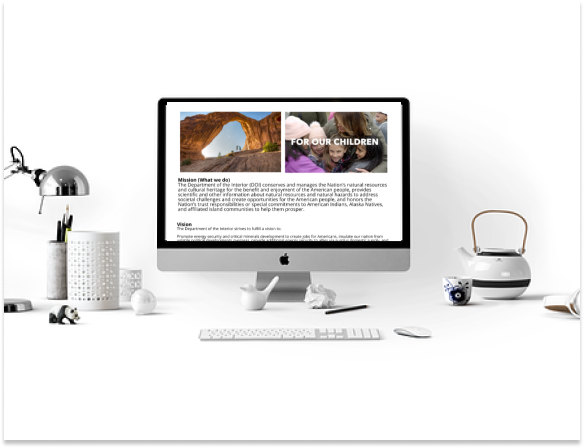 FOR OUR CHILDREN
Mission (What we do)
The Department of the Interior (DOI) conserves and manages the Nation's natural resources
and cultural heritage for the benefit and enjoyment of the American people, provides
scientific and other information about natural resources and natural hazards to address
societal challenges and create opportunities for the American people, and honors the
Nation's trust responsibilities or special commitments to American Indians, Alaska Natives,
and affiliated island communities to help them prosper.
Vision
The Department of the Interior strives to fulfill a vision to:
Promote energy security and critical minerals development to create jobs for Americans, insulate our nation from